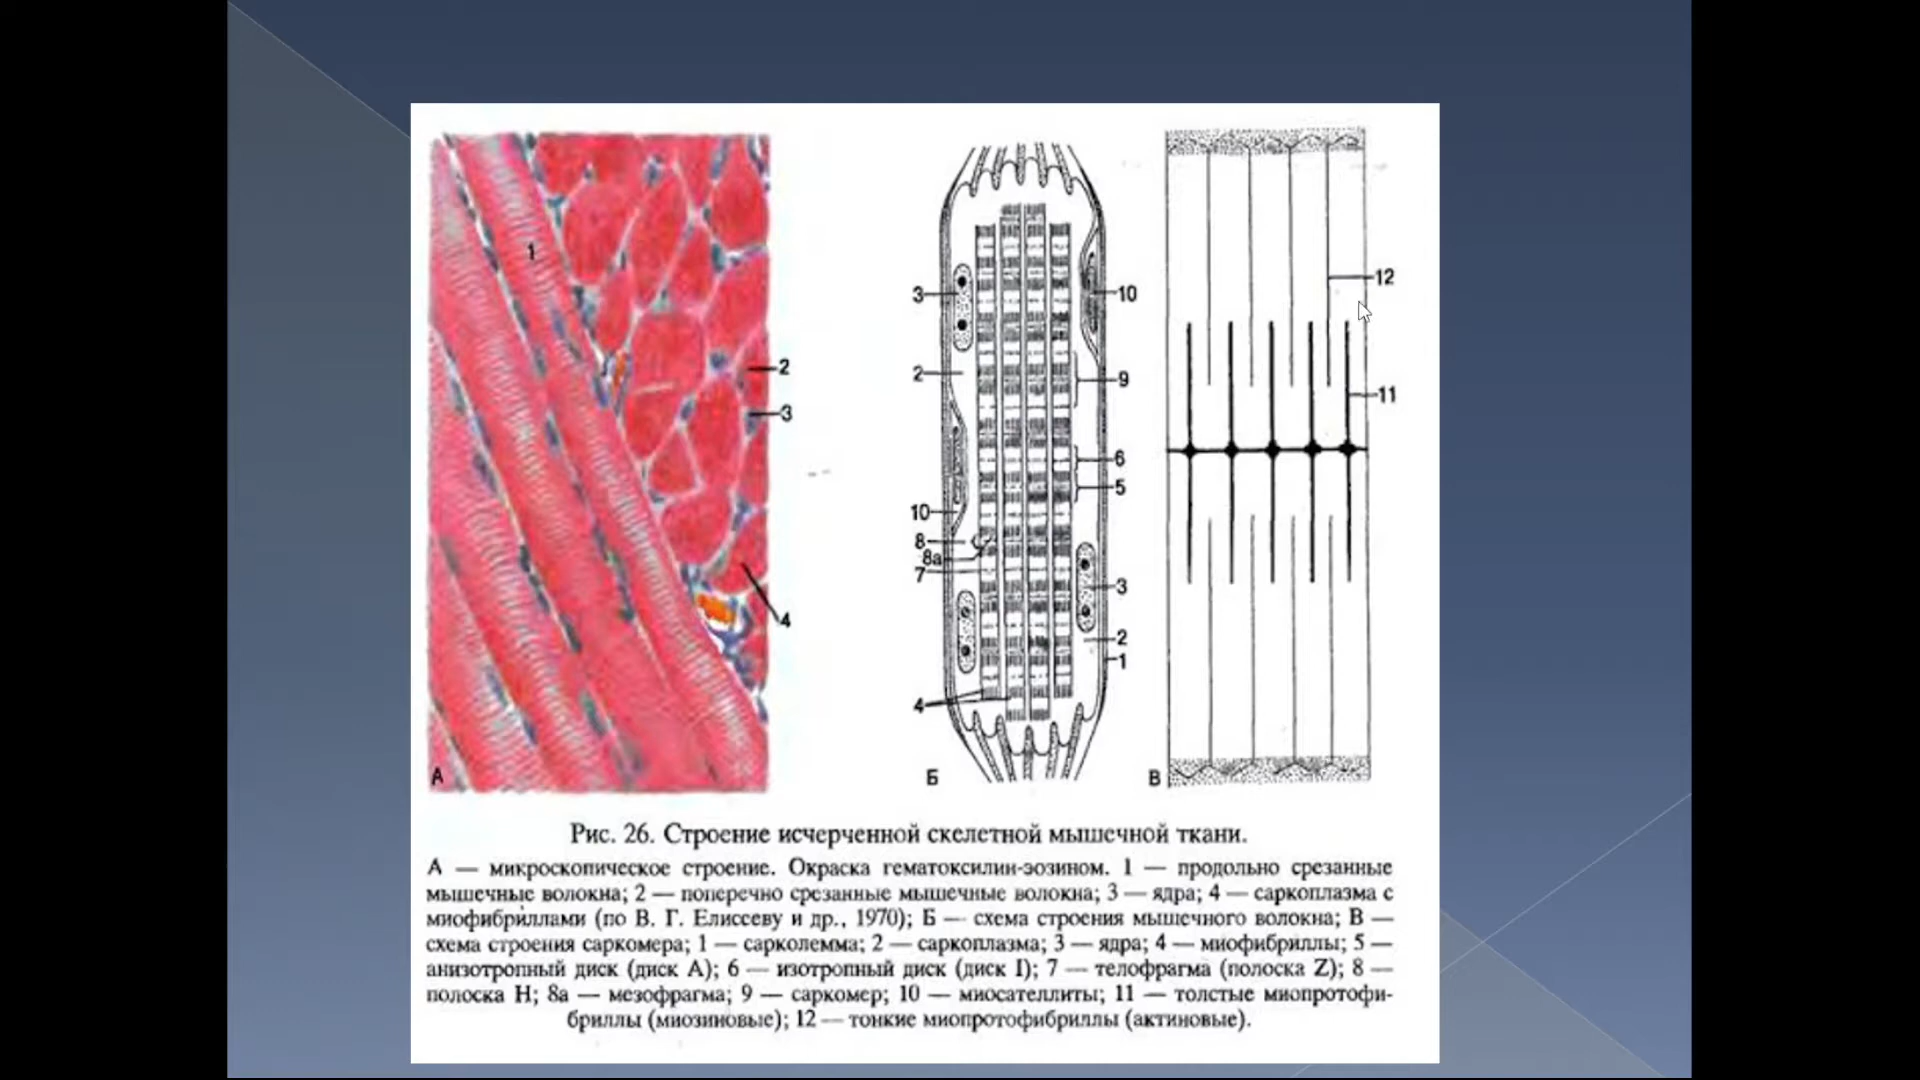 1
2
3
4
А
3
2
10
8
8а
7
4
Б
10
9
6
5
3
2
1
12
11
В
Рис. 26. Строение исчерченной скелетной мышечной ткани.
А — микроскопическое строение. Окраска гематоксилин-эозином. 1 — продольно срезанные
мышечные волокна; 2 — поперечно срезанные мышечные волокна; 3 — ядра; 4 — саркоплазма с
миофибриллами (по В. Г. Елиссеву и др., 1970); Б — схема строения мышечного волокна; В —
схема строения саркомера; 1 — сарколемма; 2 — саркоплазма; 3 — ядра; 4 — миофибриллы; 5 —
анизотропный диск (диск А); 6 — изотропный диск (диск I); 7 — телофрагма (полоска Z); 8 —
полоска Н; 8а — мезофрагма; 9 — саркомер; 10 — миосателлиты; 11 — толстые миопротофи-
бриллы (миозиновые); 12 — тонкие миопротофибриллы (актиновые).